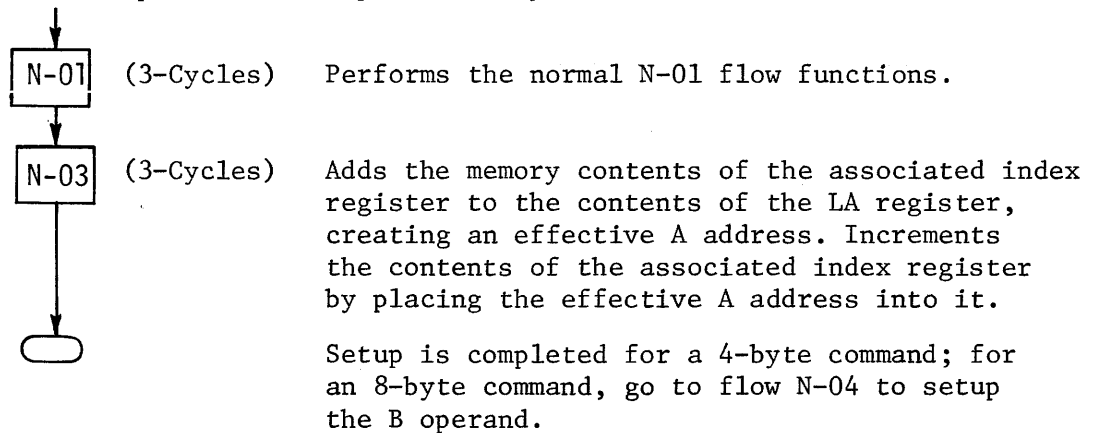 N-01 (3-Cycles) Performs the normal N-01 flow functions.
N-03 (3-Cycles) Adds the memory contents of the associated index
register to the contents of the LA register,
creating an effective A address. Increments
the contents of the associated index register
by placing the effective A address into it.
Setup is completed for a 4-byte command; for
an 8-byte command, go to flow N-04 to setup
the B operand.